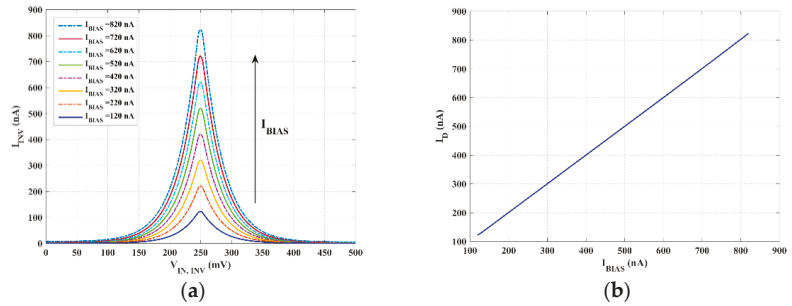 I_BIAS =820 nA
I_BIAS =720 nA
I_BIAS =620 nA
I_BIAS =520 nA
I_BIAS =420 nA
I_BIAS =320 nA
I_BIAS =220 nA
I_BIAS =120 nA
I_BIAS
I_INV (nA)
900
800
700
600
500
400
300
200
100
0
0 50 100 150 200 250 300 350 400 450 500
V_IN, INV (mV)
(a)
I_D (nA)
900
800
700
600
500
400
300
200
100
200 300 400 500 600 700 800 900
100
I_BIAS (nA)
(b)